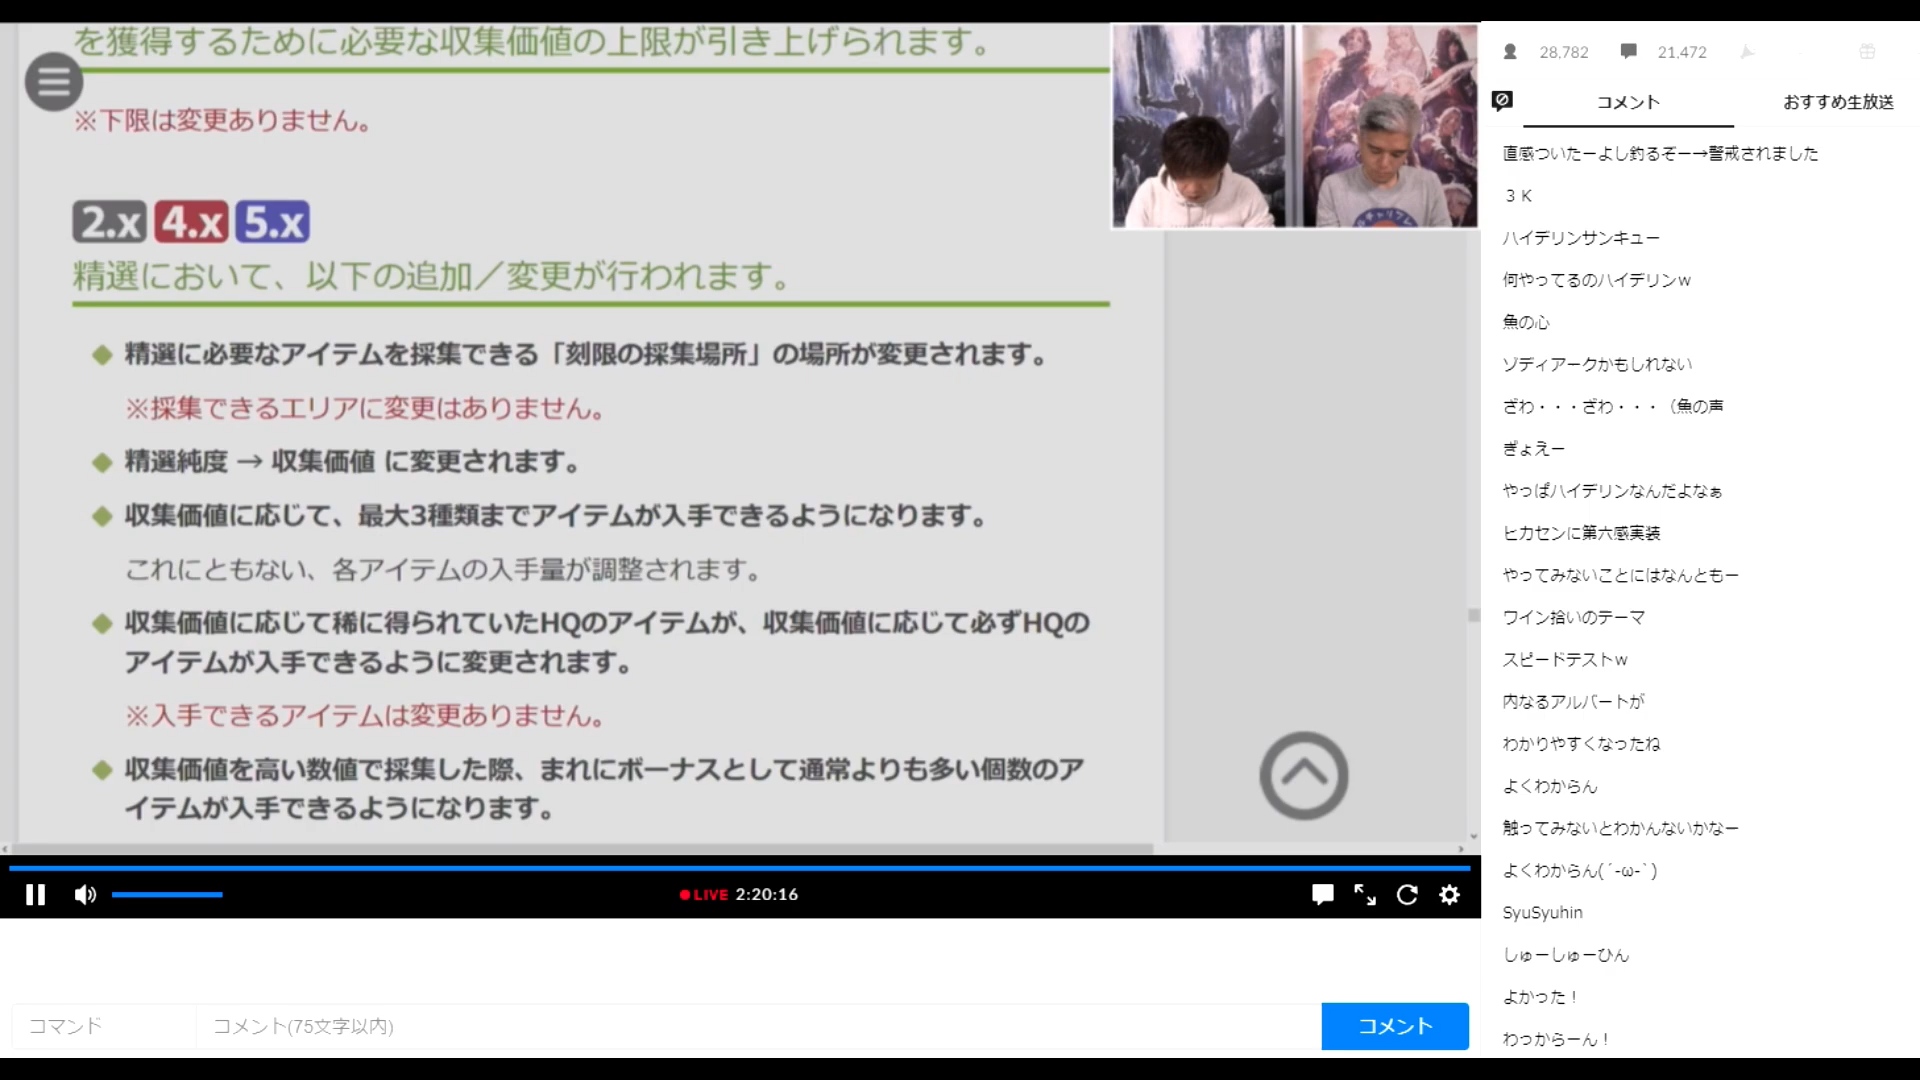 を獲得するために必要な収集価値の上限が引き上げられます。
※下限は変更ありません。
2.x 4.x 5.x
精選において、以下の追加／変更が行われます。
精選に必要なアイテムを採集できる「刻限の採集場所」の場所が変更されます。
※採集できるエリアに変更はありません。
精選純度 → 収集価値 に変更されます。
収集価値に応じて、最大3種類までアイテムが入手できるようになります。
これにともない、各アイテムの入手量が調整されます。
収集価値に応じて稀に得られていたHQのアイテムが、収集価値に応じて必ずHQの
アイテムが入手できるように変更されます。
※入手できるアイテムは変更ありません。
収集価値を高い数値で採集した際、まれにボーナスとして通常よりも多い個数のア
イテムが入手できるようになります。
LIVE 2:20:16
コマンド
コメント(75文字以内)
コメント
28,782 21,472
コメント
おすすめ生放送
直感ついたーよし釣るぞー→警戒されました
３Ｋ
ハイデリンサンキュー
何やってるのハイデリンｗ
魚の心
ゾディアークかもしれない
ざわ・・・ざわ・・・（魚の声
ぎょえー
やっぱハイデリンなんだよなぁ
ヒカセンに第六感実装
やってみないことにはなんともー
ワイン拾いのテーマ
スピードテストｗ
内なるアルバートが
わかりやすくなったね
よくわからん
触ってみないとわかんないかなー
よくわからん(´-ω-`)
SyuSyuhin
しゅーしゅーひん
よかった！
わっからーん！